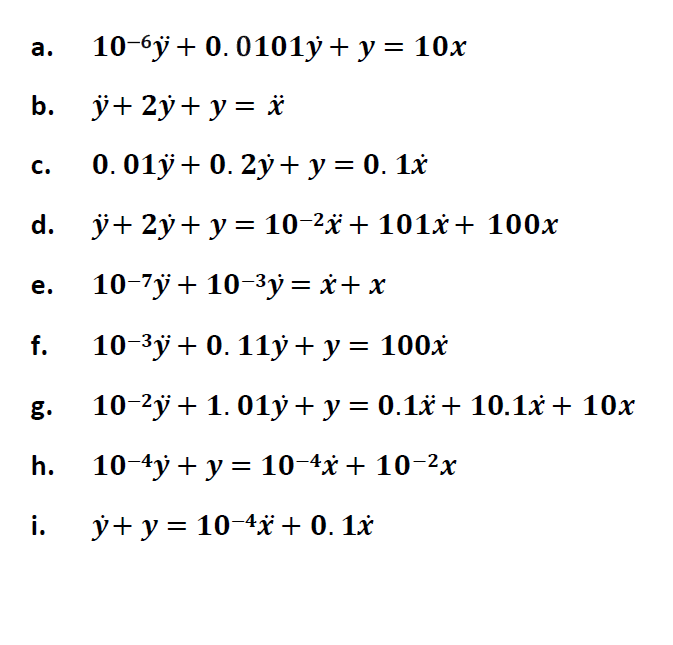 a. 10⁻⁶ÿ + 0.0101ẏ + y = 10x
b. ÿ + 2ẏ + y = ẍ
c. 0.01ÿ + 0.2ẏ + y = 0.1ẋ
d. ÿ + 2ẏ + y = 10⁻²ẍ + 101ẋ + 100x
e. 10⁻⁷ÿ + 10⁻³ẏ = ẋ + x
f. 10⁻³ÿ + 0.11ẏ + y = 100ẋ
g. 10⁻²ÿ + 1.01ẏ + y = 0.1ẍ + 10.1ẋ + 10x
h. 10⁻⁴ẏ + y = 10⁻⁴ẋ + 10⁻²x
i. ẏ + y = 10⁻⁴ẍ + 0.1ẋ